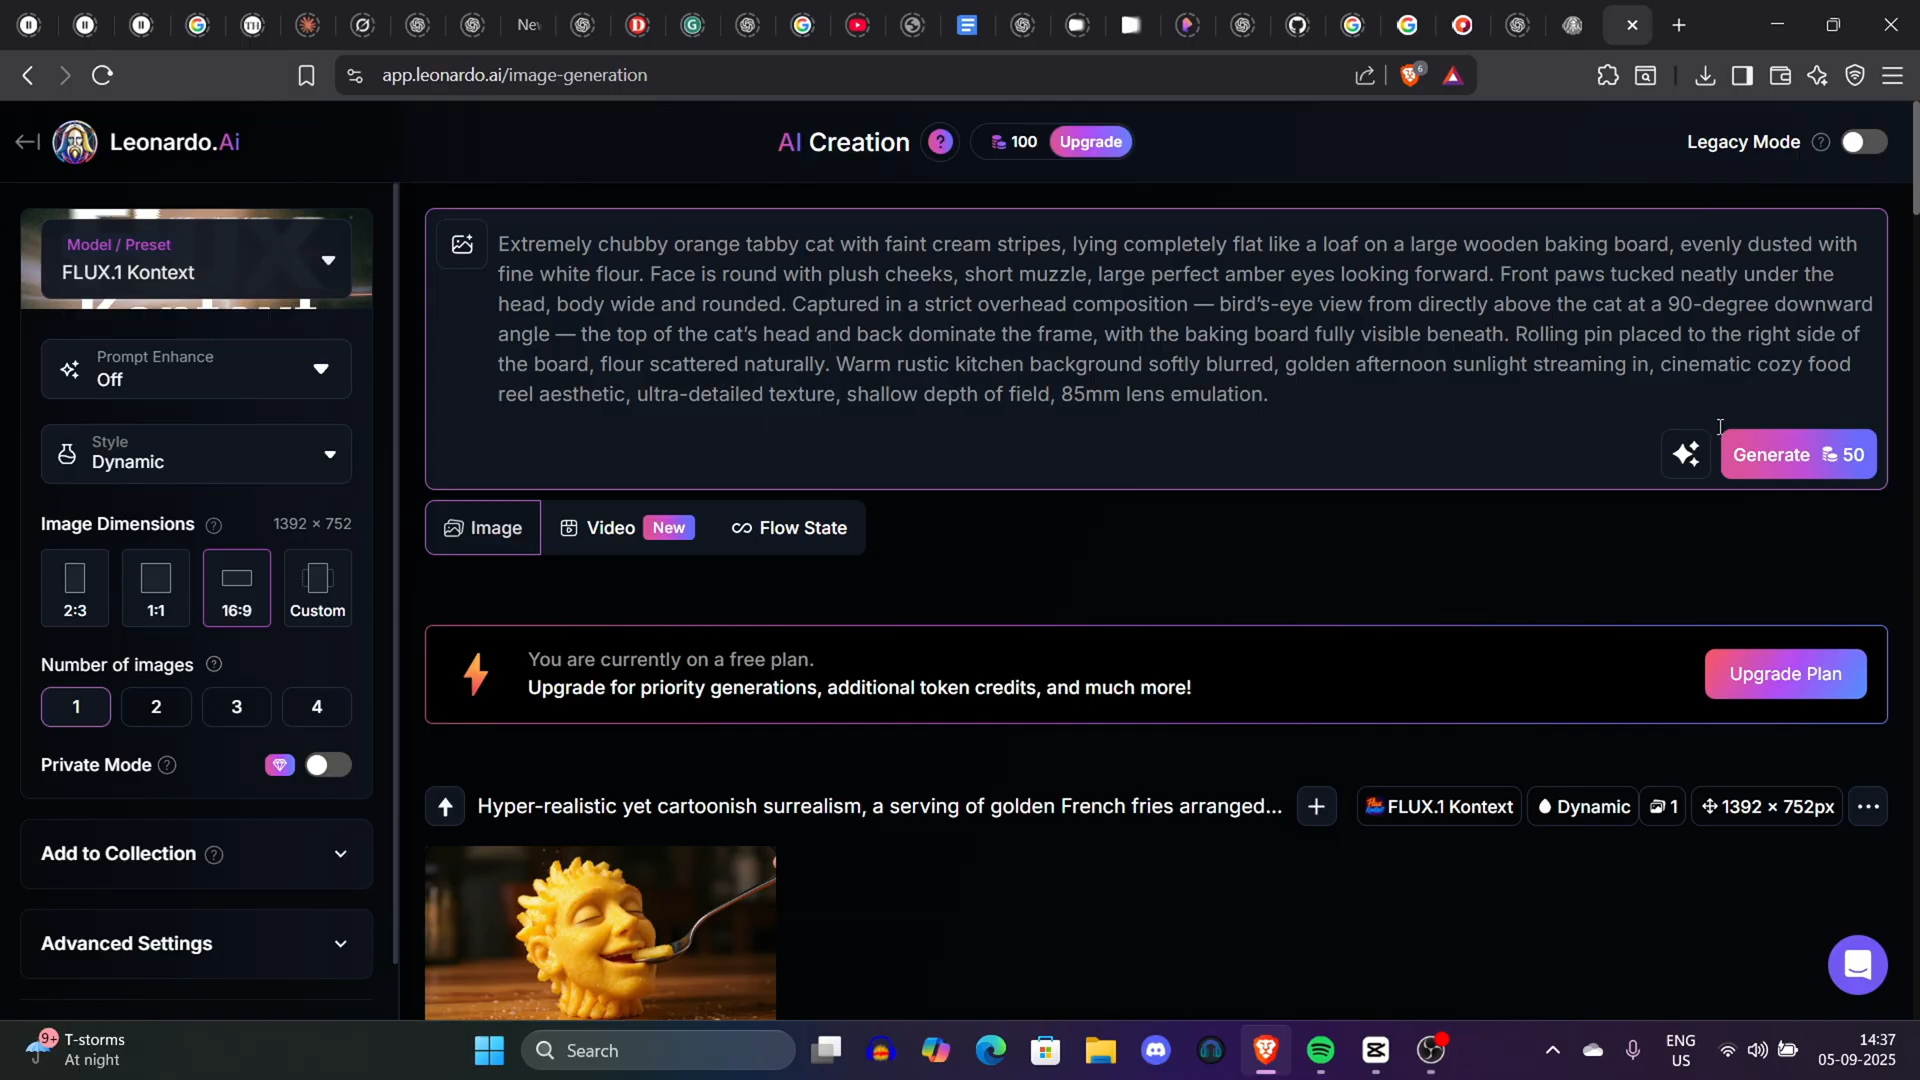 New
app.leonardo.ai/image-generation
6
Leonardo.Ai
AI Creation
?
100
Upgrade
Legacy Mode
Model / Preset
FLUX.1 Kontext
Kontext
Prompt Enhance
Off
Style
Dynamic
Image Dimensions
1392 × 752
2:3
1:1
16:9
Custom
Number of images
1
2
3
4
Private Mode
Add to Collection
Advanced Settings
Extremely chubby orange tabby cat with faint cream stripes, lying completely flat like a loaf on a large wooden baking board, evenly dusted with
fine white flour. Face is round with plush cheeks, short muzzle, large perfect amber eyes looking forward. Front paws tucked neatly under the
head, body wide and rounded. Captured in a strict overhead composition — bird's-eye view from directly above the cat at a 90-degree downward
angle — the top of the cat's head and back dominate the frame, with the baking board fully visible beneath. Rolling pin placed to the right side of
the board, flour scattered naturally. Warm rustic kitchen background softly blurred, golden afternoon sunlight streaming in, cinematic cozy food
reel aesthetic, ultra-detailed texture, shallow depth of field, 85mm lens emulation.
Generate 50
Image
Video New
Flow State
You are currently on a free plan.
Upgrade for priority generations, additional token credits, and much more!
Upgrade Plan
Hyper-realistic yet cartoonish surrealism, a serving of golden French fries arranged...
FLUX.1 Kontext
Dynamic
1
1392 × 752px
9+
T-storms
At night
Search
ENG
US
14:37
05-09-2025